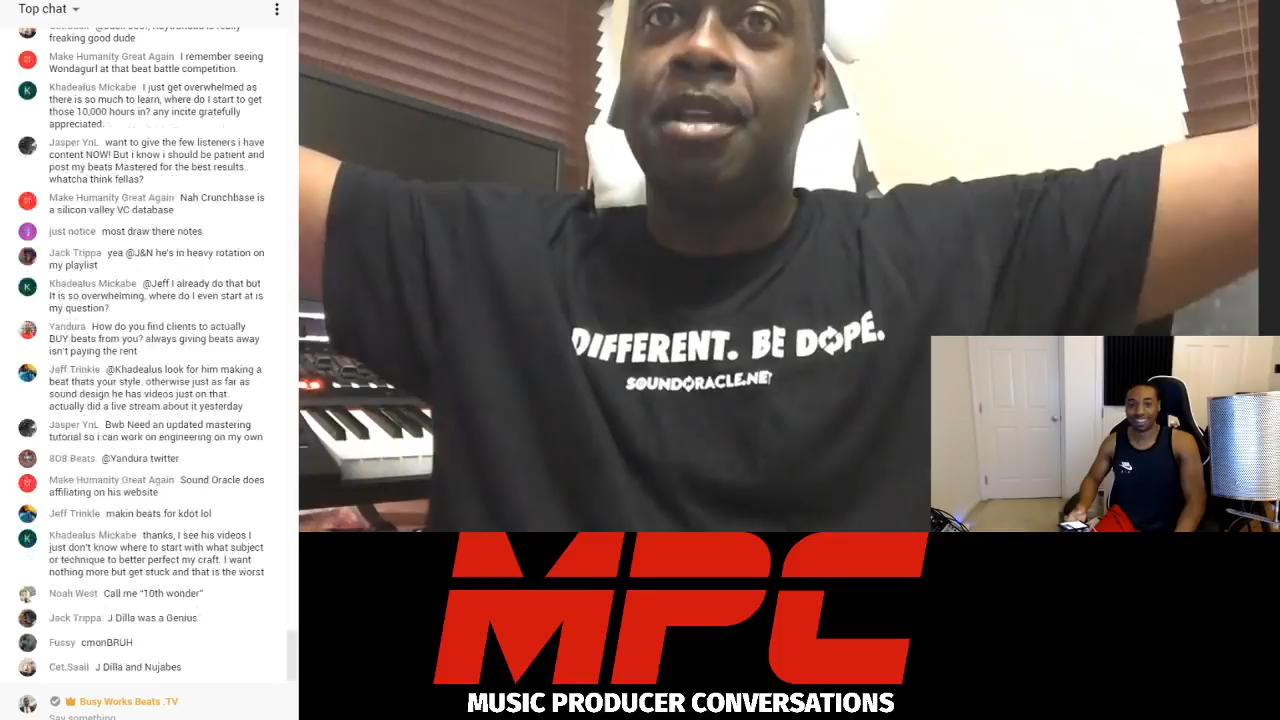 Top chat
freaking good dude
Make Humanity Great Again I remember seeing
Wondagurl at that beat battle competition.
Khadealus Mickabe I just get overwhelmed as
there is so much to learn, where do I start to get
those 10,000 hours in? any incite gratefully
appreciated.
Jasper YnL want to give the few listeners i have
content NOW! But i know i should be patient and
post my beats Mastered for the best results..
whatcha think fellas?
Make Humanity Great Again Nah Crunchbase is
a silicon valley VC database
just notice most draw there notes
Jack Trippa yea @J&N he's in heavy rotation on
my playlist
Khadealus Mickabe @Jeff I already do that but
It is so overwhelming, where do I even start at is
my question?
Yandura How do you find clients to actually
BUY beats from you? always giving beats away
isn't paying the rent
Jeff Trinkle @Khadealus look for him making a
beat thats your style. otherwise just as far as
sound design he has videos just on that.
actually did a live stream about it yesterday
Jasper YnL Bwb Need an updated mastering
tutorial so i can work on engineering on my own
808 Beats @Yandura twitter
Make Humanity Great Again Sound Oracle does
affiliating on his website
Jeff Trinkle makin beats for kdot lol
Khadealus Mickabe thanks, I see his videos I
just don't know where to start with what subject
or technique to better perfect my craft. I want
nothing more but get stuck and that is the worst
Noah West Call me "10th wonder"
Jack Trippa J Dilla was a Genius
Fussy cmonBRUH
Cet.Saail J Dilla and Nujabes
Busy Works Beats .TV
Say something
DIFFERENT. BE DOPE.
SOUNDORACLE.NET
MPC
MUSIC PRODUCER CONVERSATIONS